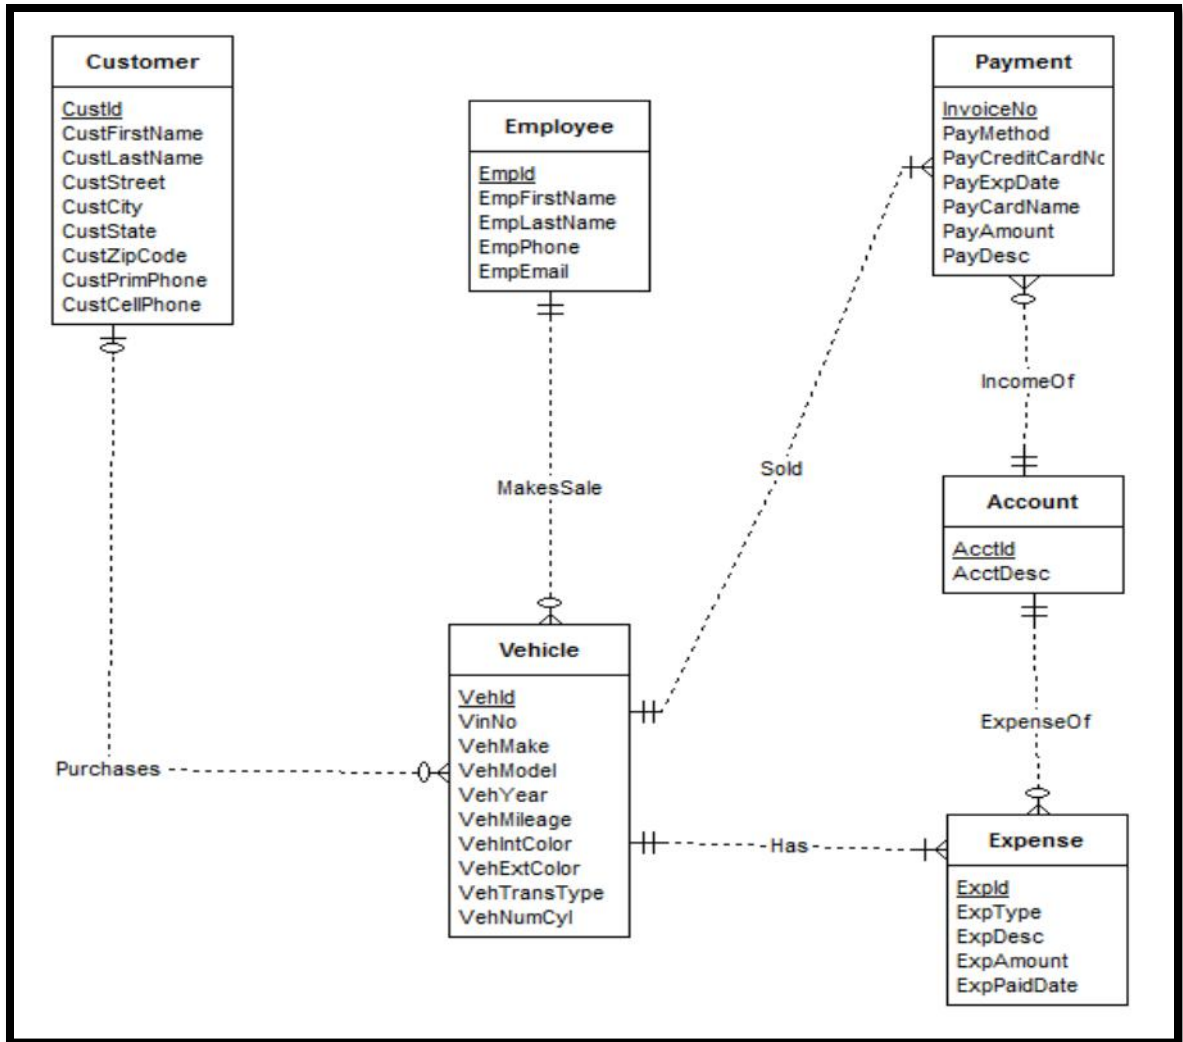 Customer
CustId
CustFirstName
CustLastName
CustStreet
CustCity
CustState
CustZipCode
CustPrimPhone
CustCellPhone
Employee
EmpId
EmpFirstName
EmpLastName
EmpPhone
EmpEmail
Payment
InvoiceNo
PayMethod
PayCreditCardNc
PayExpDate
PayCardName
PayAmount
PayDesc
IncomeOf
Sold
MakesSale
Account
AcctId
AcctDesc
Vehicle
VehId
VinNo
VehMake
VehModel
VehYear
VehMileage
VehIntColor
VehExtColor
VehTransType
VehNumCyl
ExpenseOf
Purchases
Has
Expense
ExpId
ExpType
ExpDesc
ExpAmount
ExpPaidDate